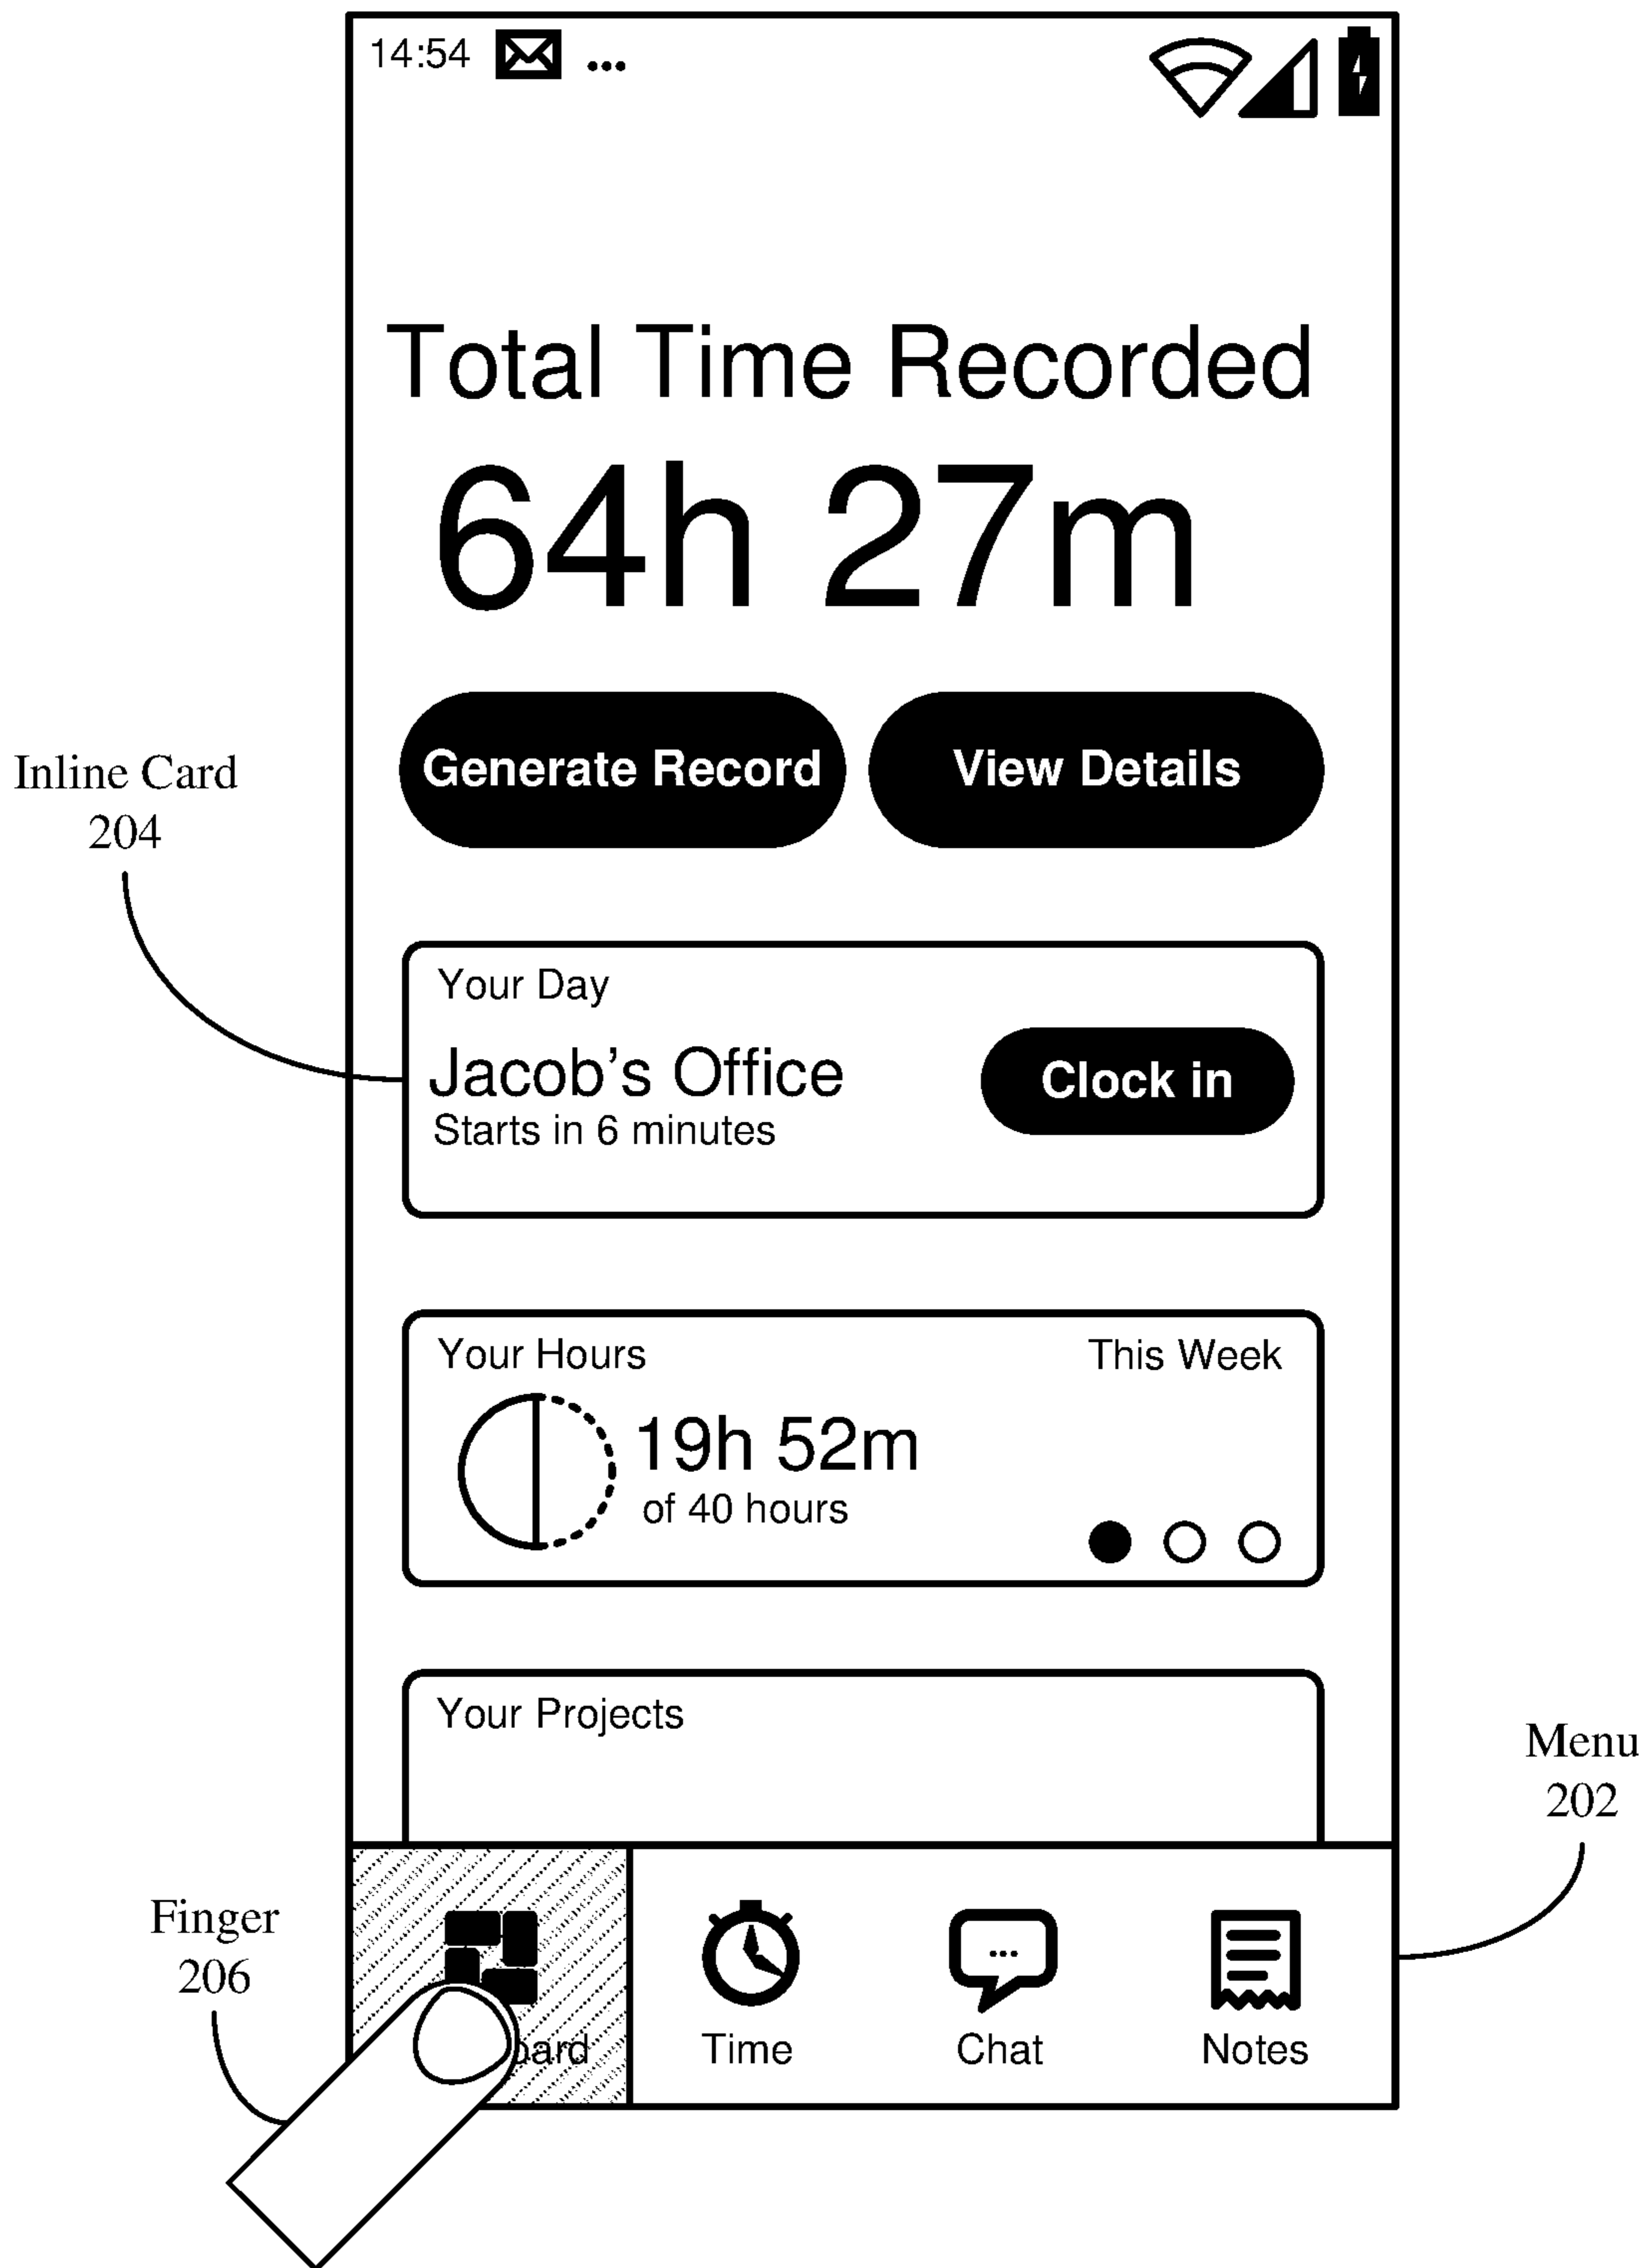 14:54
Total Time Recorded
64h 27m
Generate Record
View Details
Inline Card
204
Your Day
Jacob's Office
Starts in 6 minutes
Clock in
Your Hours
This Week
19h 52m
of 40 hours
Your Projects
Menu
202
Finger
206
Time
Chat
Notes